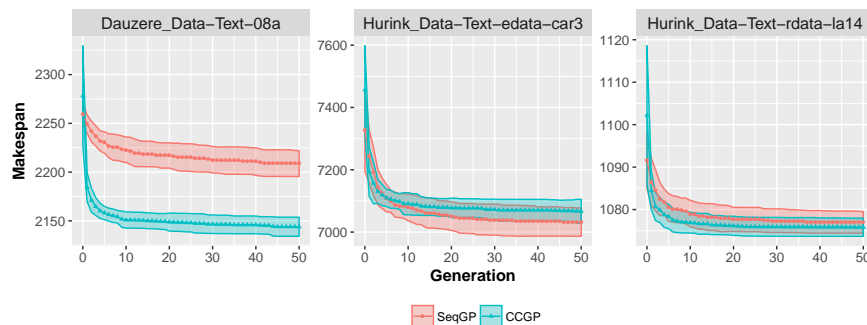 Dauzere_Data−Text−08a
Hurink_Data−Text−edata−car3
Hurink_Data−Text−rdata−la14
Makespan
2300
2250
2200
2150
7600
7400
7200
7000
1120
1110
1100
1090
1080
0 10 20 30 40 50
0 10 20 30 40 50
0 10 20 30 40 50
Generation
SeqGP CCGP